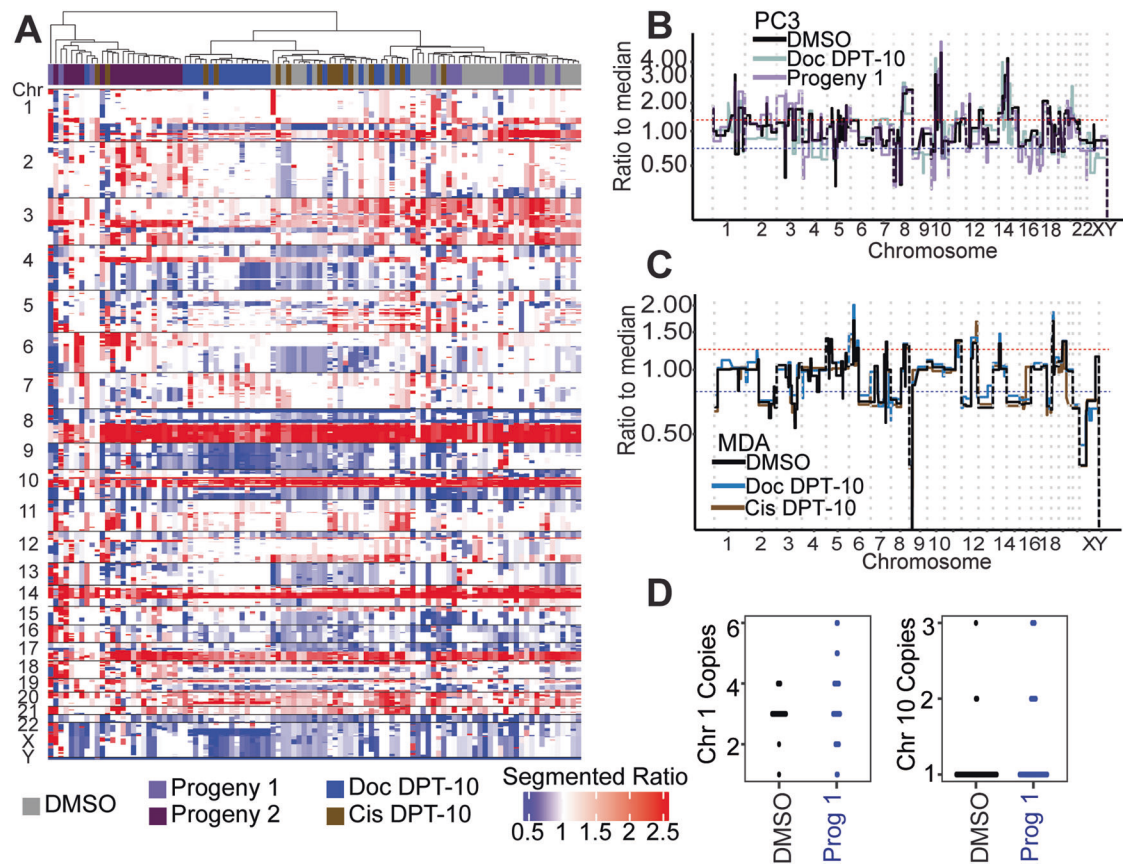 A
Chr
1
2
3
4
5
6
7
8
9
10
11
12
13
14
15
16
17
18
19
20
21
22
X
Y
DMSO
Progeny 1
Progeny 2
Doc DPT-10
Cis DPT-10
Segmented Ratio
0.5 1 1.5 2 2.5
B
PC3
DMSO
Doc DPT-10
Progeny 1
Ratio to median
4.00
3.00
2.00
1.00
0.50
1 2 3 4 5 6 7 8 9 10 12 14 16 18 22 XY
Chromosome
C
Ratio to median
2.00
1.50
1.00
0.50
MDA
DMSO
Doc DPT-10
Cis DPT-10
1 2 3 4 5 6 7 8 9 10 12 14 16 18 XY
Chromosome
D
Chr 1 Copies
6
4
2
DMSO
Prog 1
Chr 10 Copies
3
2
1
DMSO
Prog 1